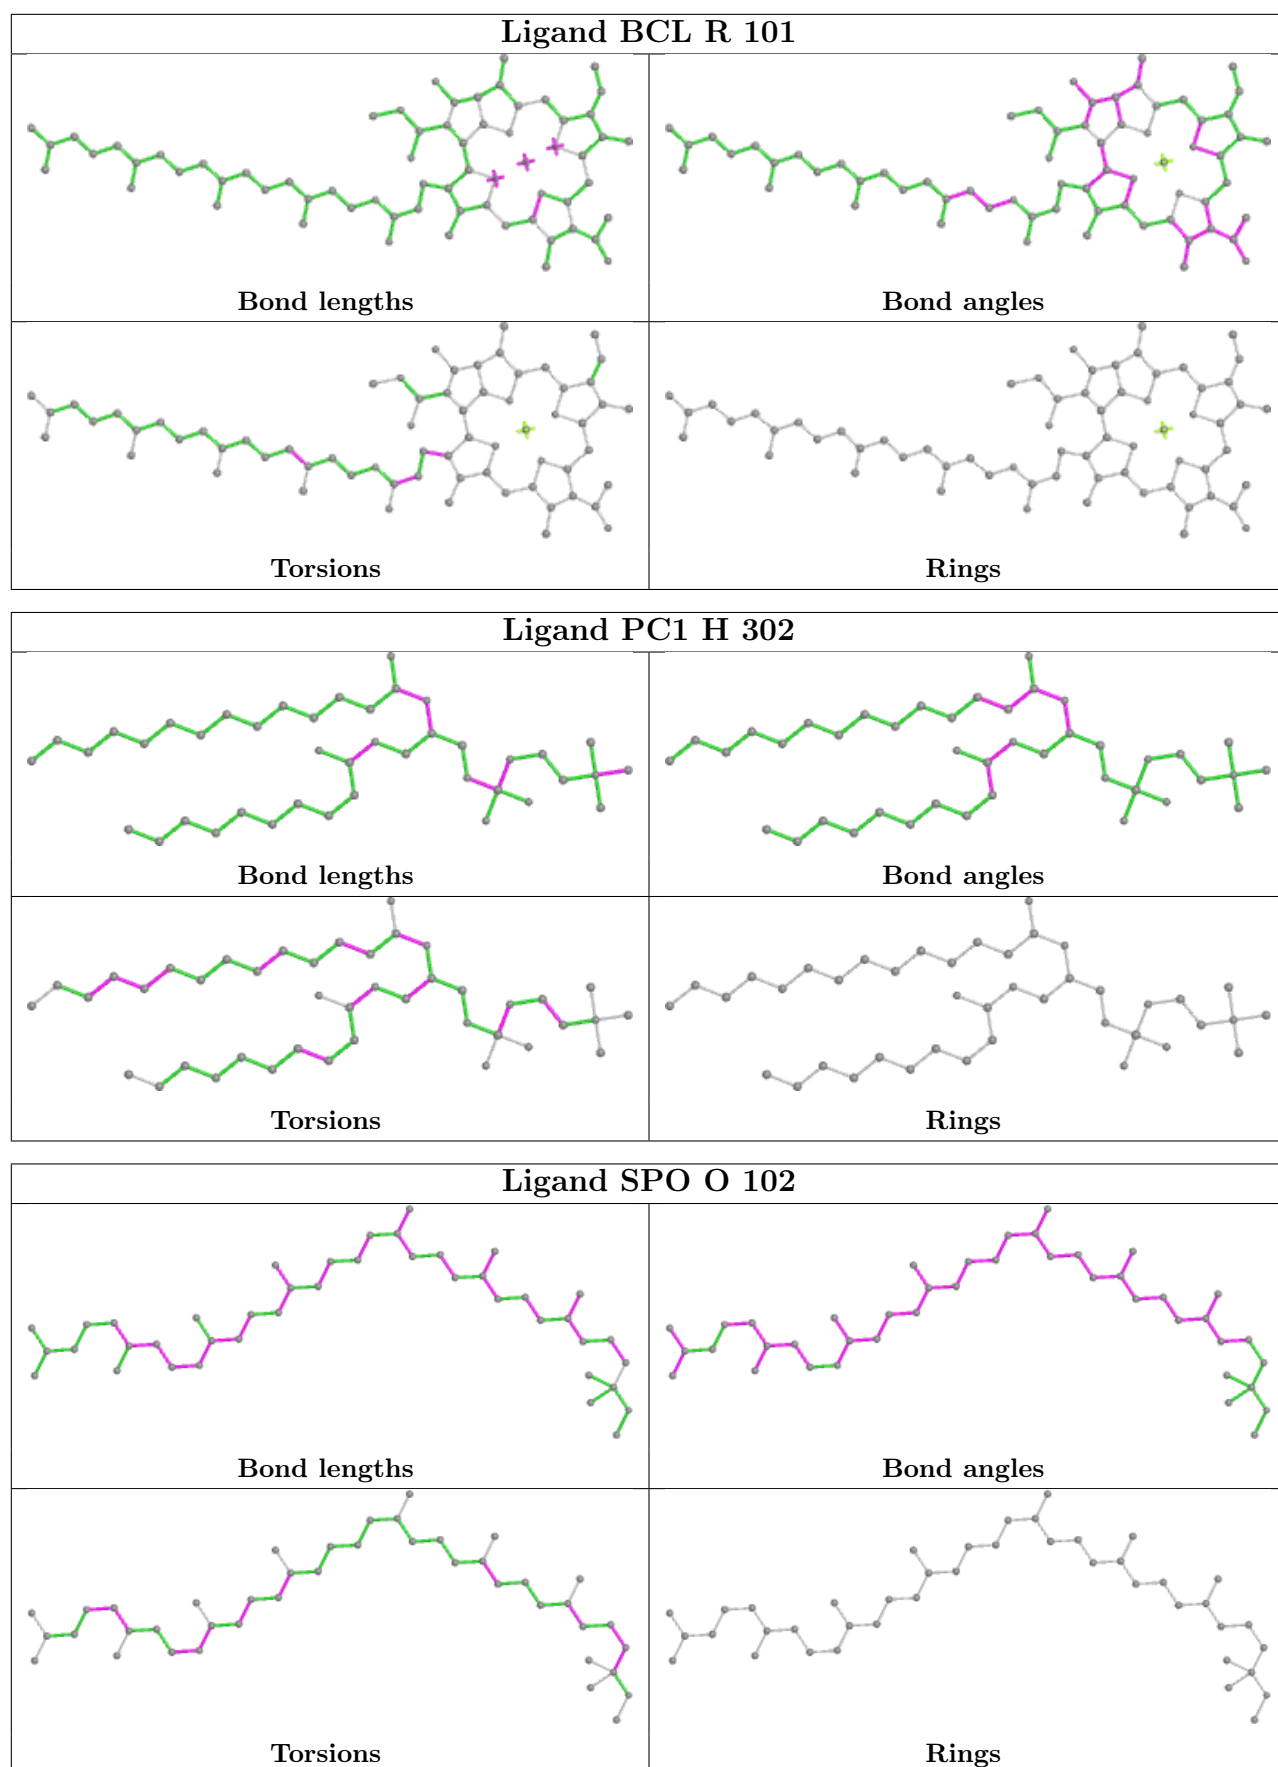 Ligand BCL R 101
Bond lengths
Bond angles
Torsions
Rings
Ligand PC1 H 302
Bond lengths
Bond angles
Torsions
Rings
Ligand SPO O 102
Bond lengths
Bond angles
Torsions
Rings